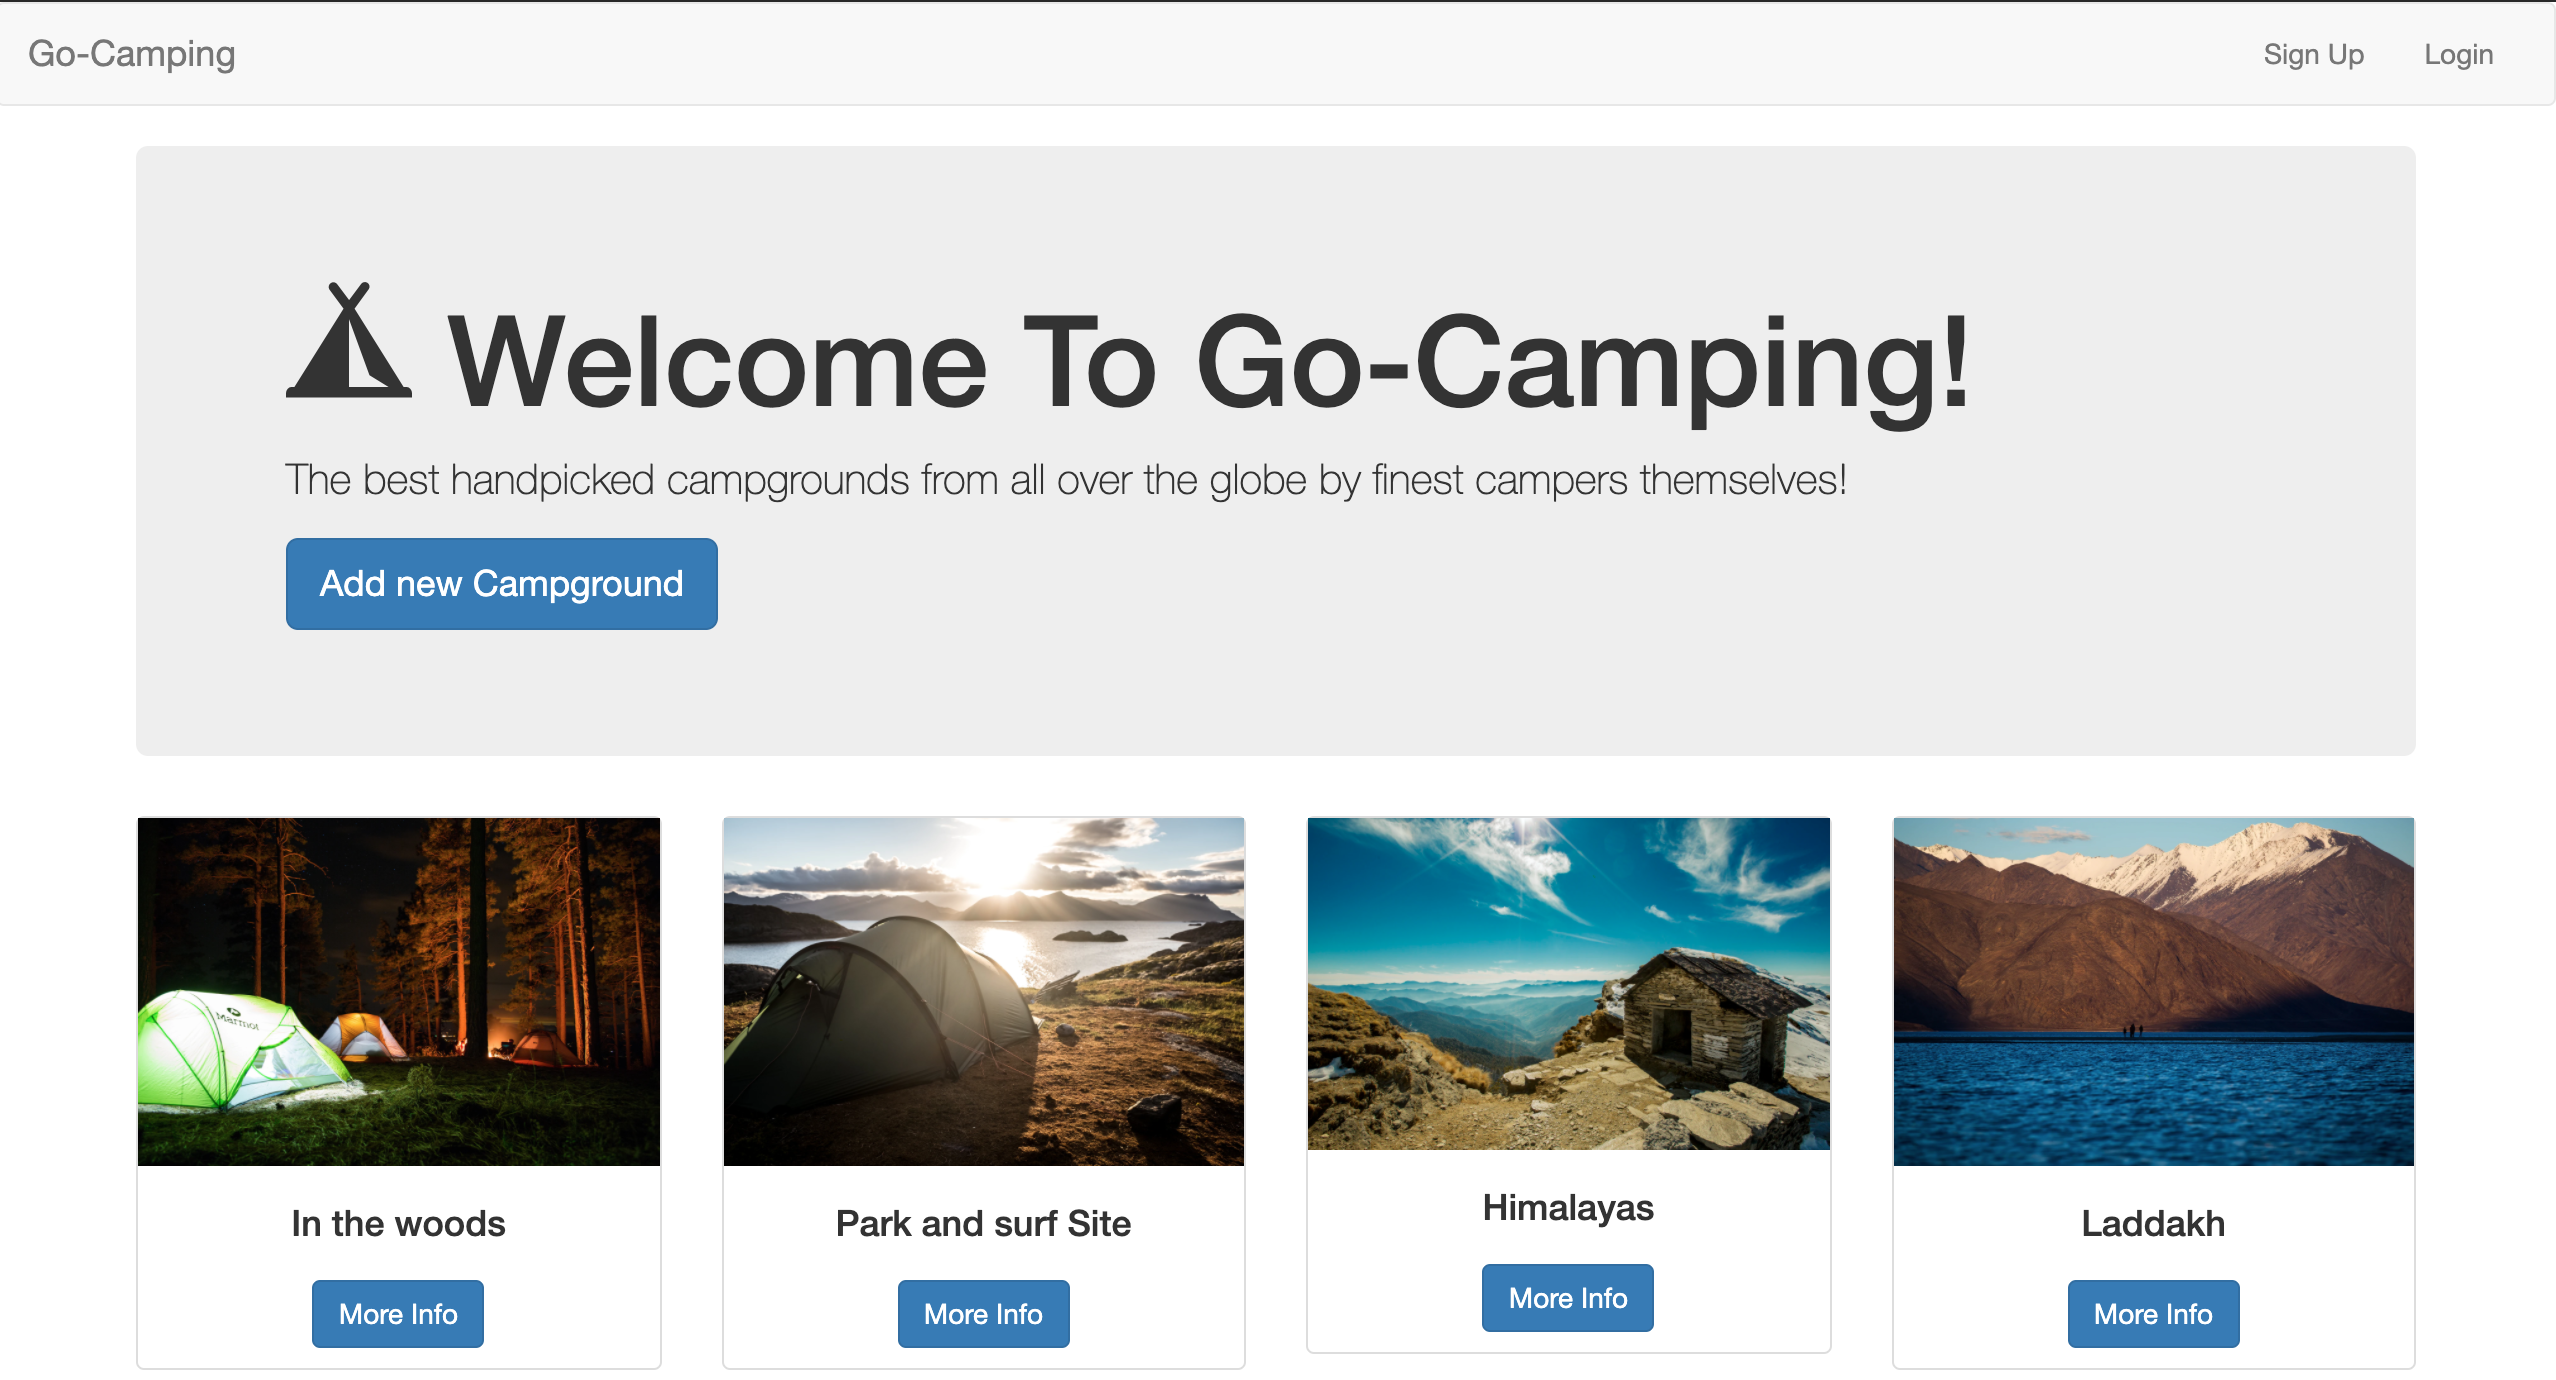 Go-Camping
Sign Up
Login
Welcome To Go-Camping!
The best handpicked campgrounds from all over the globe by finest campers themselves!
Add new Campground
Marmot
In the woods
More Info
Park and surf Site
More Info
Himalayas
More Info
Laddakh
More Info